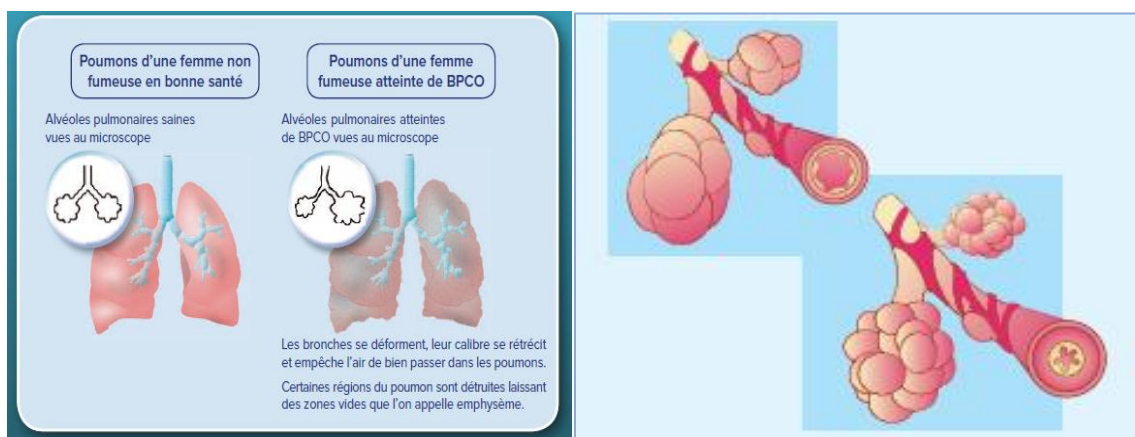 Poumons d'une femme non
fumeuse en bonne santé
Alvéoles pulmonaires saines
vues au microscope
Poumons d'une femme
fumeuse atteinte de BPCO
Alvéoles pulmonaires atteintes
de BPCO vues au microscope
Les bronches se déforment, leur calibre se rétrécit
et empêche l'air de bien passer dans les poumons.
Certaines régions du poumon sont détruites laissant
des zones vides que l'on appelle emphysème.